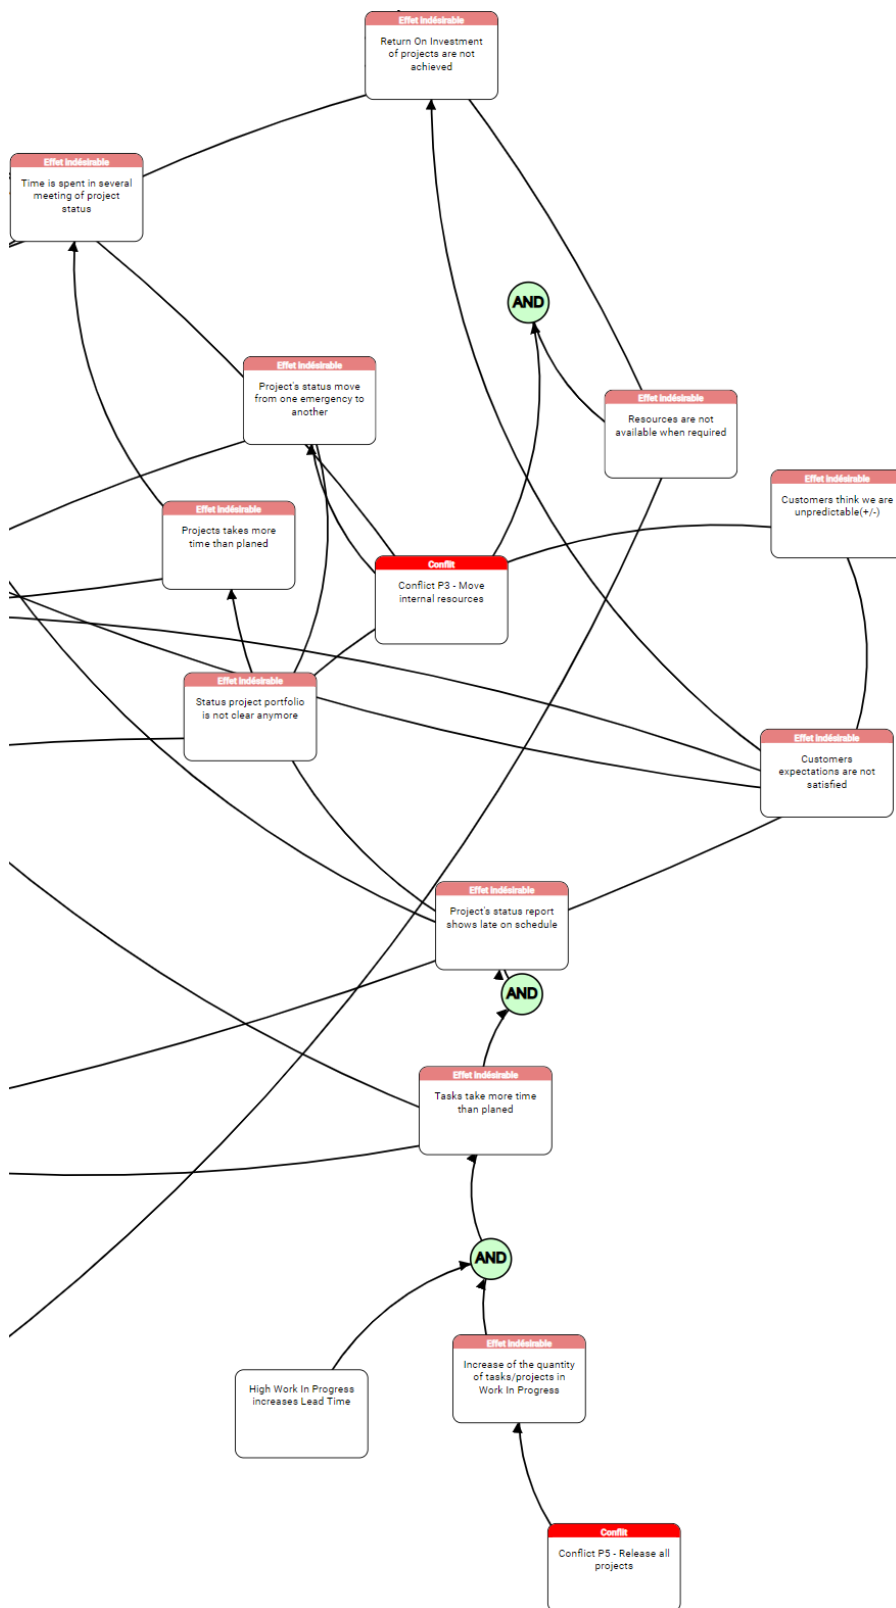 Effet indésirable
Return On Investment
of projects are not
achieved
Effet indésirable
Time is spent in several
meeting of project
status
AND
Effet indésirable
Project's status move
from one emergency to
another
Effet indésirable
Resources are not
available when required
Effet indésirable
Customers think we are
unpredictable(+/-)
Effet indésirable
Projects takes more
time than planed
Conflit
Conflict P3 - Move
internal resources
Effet indésirable
Status project portfolio
is not clear anymore
Effet indésirable
Customers
expectations are not
satisfied
Effet indésirable
Project's status report
shows late on schedule
AND
Effet indésirable
Tasks take more time
than planed
AND
Effet indésirable
Increase of the quantity
of tasks/projects in
Work In Progress
High Work In Progress
increases Lead Time
Conflit
Conflict P5 - Release all
projects